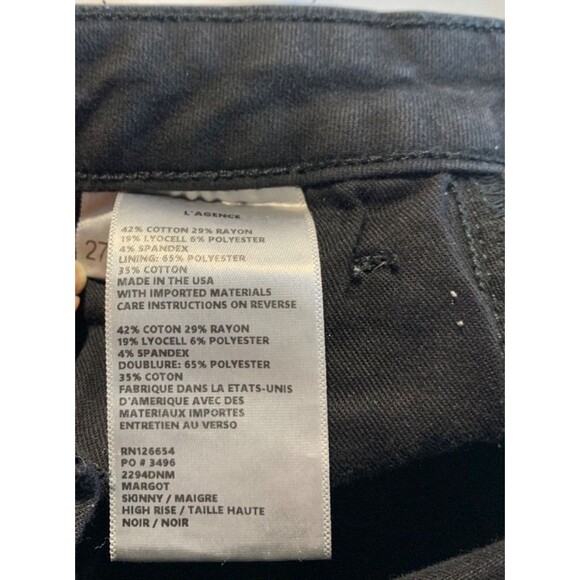 L'AGENCE
27
42% COTTON 29% RAYON
19% LYOCELL 6% POLYESTER
4% SPANDEX
LINING: 65% POLYESTER
35% COTTON
MADE IN THE USA
WITH IMPORTED MATERIALS
CARE INSTRUCTIONS ON REVERSE
42% COTON 29% RAYON
19% LYOCELL 6% POLYESTER
4% SPANDEX
DOUBLURE: 65% POLYESTER
35% COTON
FABRIQUE DANS LA ETATS-UNIS
D'AMERIQUE AVEC DES
MATERIAUX IMPORTES
ENTRETIEN AU VERSO
RN126654
PO # 3496
2294DNM
MARGOT
SKINNY / MAIGRE
HIGH RISE / TAILLE HAUTE
NOIR / NOIR